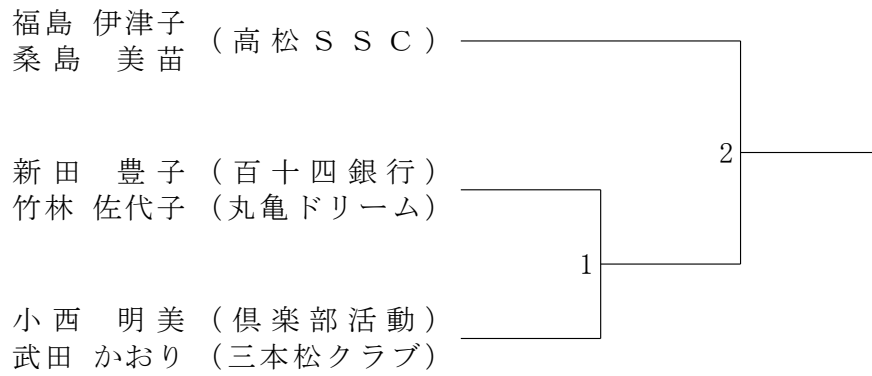 福島 伊津子
桑島 美苗
(高松ＳＳＣ)
新田 豊子 (百十四銀行)
竹林 佐代子 (丸亀ドリーム)
小西 明美 (倶楽部活動)
武田 かおり (三本松クラブ)
1
2